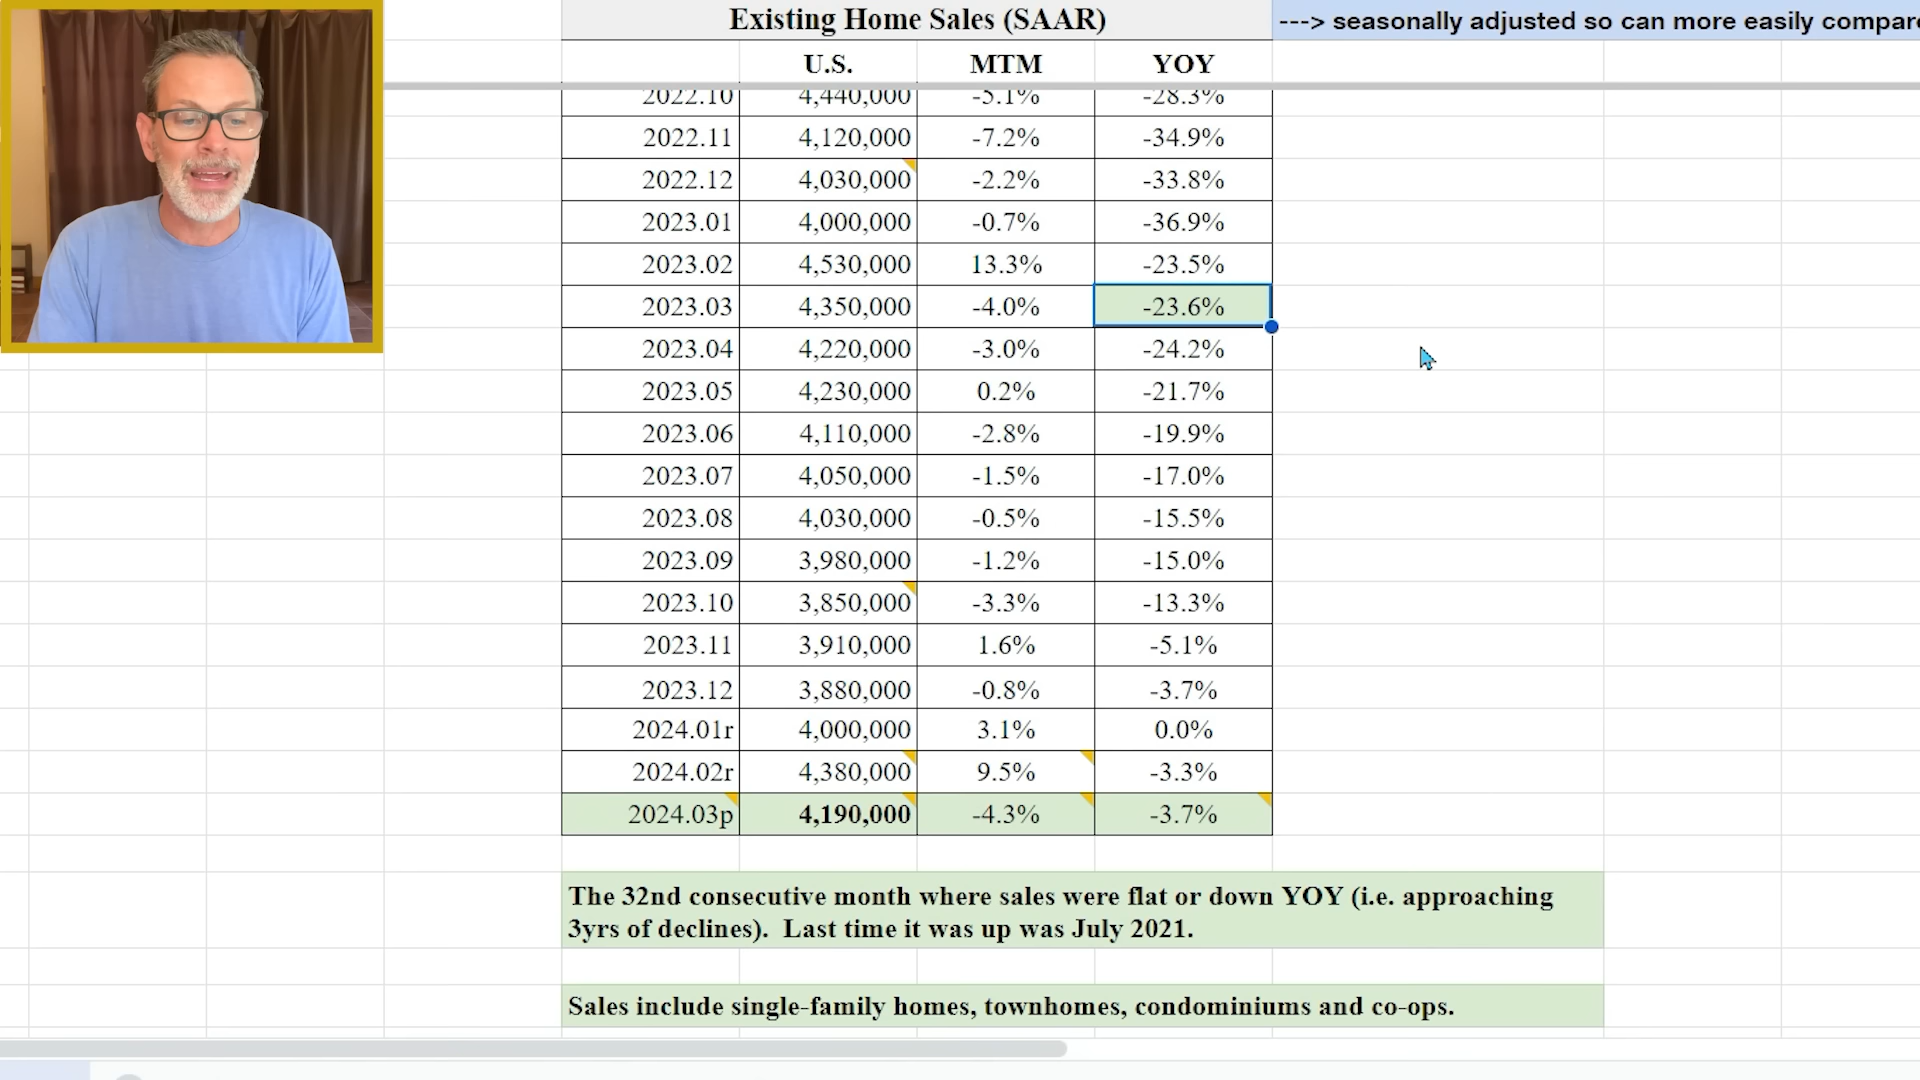 Existing Home Sales (SAAR) ---> seasonally adjusted so can more easily compare
U.S. MTM YOY
2022.10 4,440,000 -5.1% -28.3%
2022.11 4,120,000 -7.2% -34.9%
2022.12 4,030,000 -2.2% -33.8%
2023.01 4,000,000 -0.7% -36.9%
2023.02 4,530,000 13.3% -23.5%
2023.03 4,350,000 -4.0% -23.6%
2023.04 4,220,000 -3.0% -24.2%
2023.05 4,230,000 0.2% -21.7%
2023.06 4,110,000 -2.8% -19.9%
2023.07 4,050,000 -1.5% -17.0%
2023.08 4,030,000 -0.5% -15.5%
2023.09 3,980,000 -1.2% -15.0%
2023.10 3,850,000 -3.3% -13.3%
2023.11 3,910,000 1.6% -5.1%
2023.12 3,880,000 -0.8% -3.7%
2024.01r 4,000,000 3.1% 0.0%
2024.02r 4,380,000 9.5% -3.3%
2024.03p 4,190,000 -4.3% -3.7%
The 32nd consecutive month where sales were flat or down YOY (i.e. approaching
3yrs of declines). Last time it was up was July 2021.
Sales include single-family homes, townhomes, condominiums and co-ops.